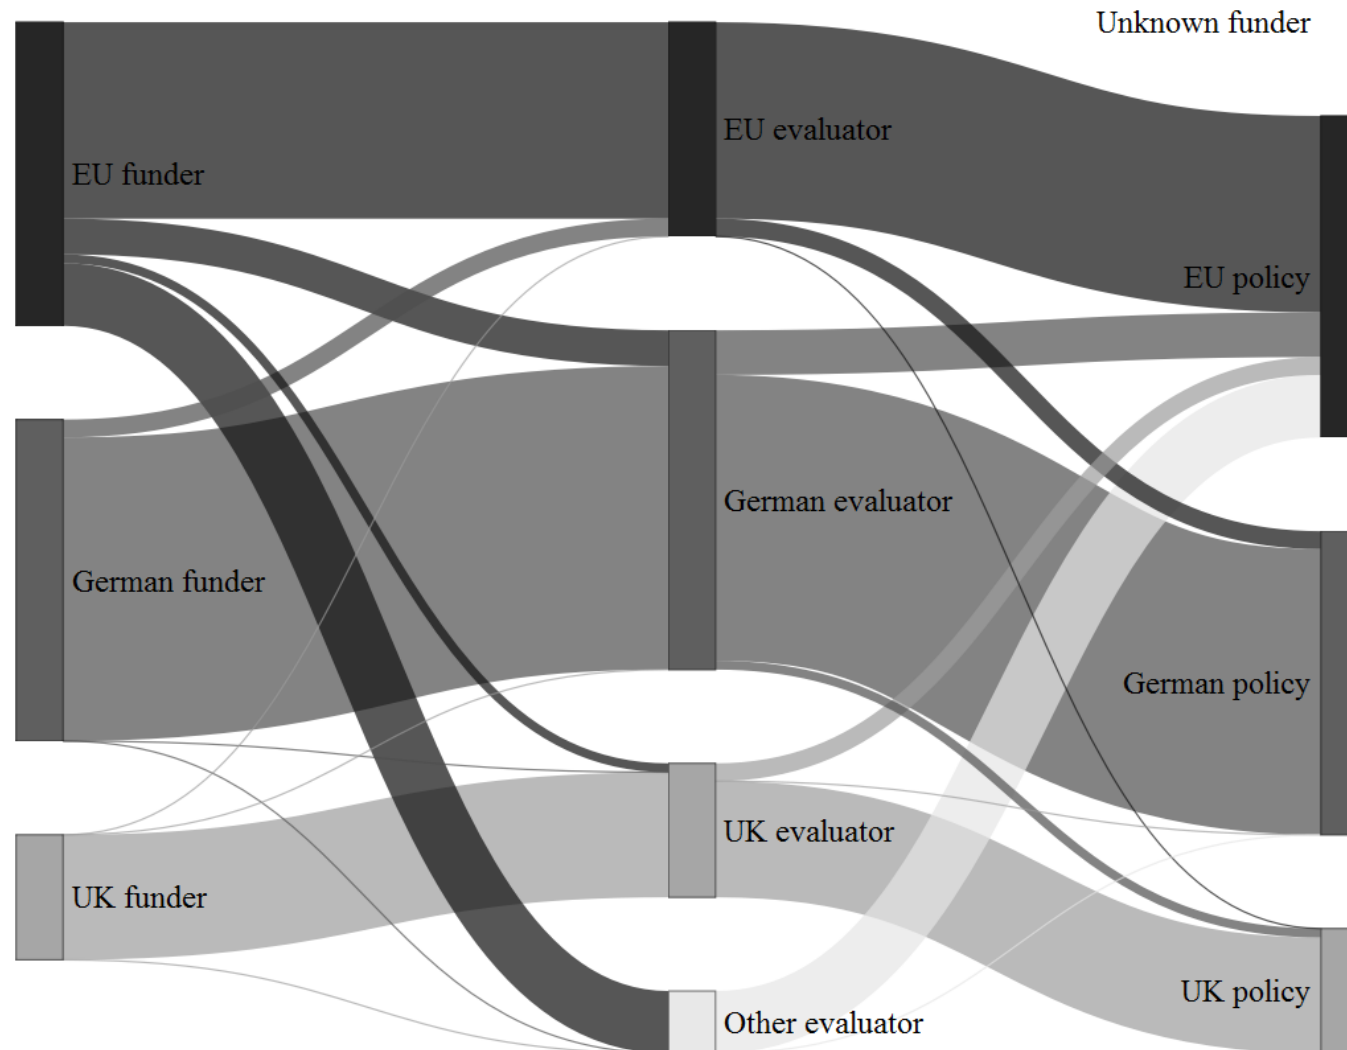 Unknown funder
EU evaluator
EU funder
EU policy
German evaluator
German funder
German policy
UK evaluator
UK funder
UK policy
Other evaluator